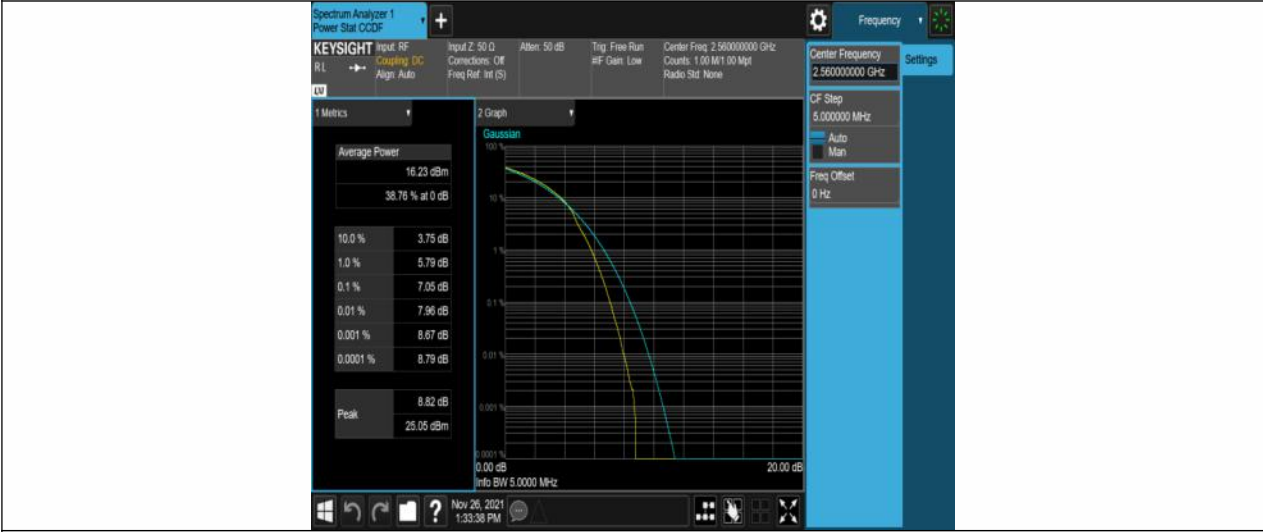 Spectrum Analyzer 1
Power Stat CCDF
+
Frequency
KEYSIGHT
Input: RF
Input Z: 50 Ω
Atten: 50 dB
Trig: Free Run
Center Freq: 2.560000000 GHz
RL
Coupling: DC
Corrections: Off
#IF Gain: Low
Counts: 1.00 M/1.00 Mpt
Align: Auto
Freq Ref: Int (S)
Radio Std: None
Center Frequency
2.560000000 GHz
Settings
CF Step
5.000000 MHz
Auto
Man
Freq Offset
0 Hz
1 Metrics
Average Power
16.23 dBm
38.76 % at 0 dB
10.0 % 3.75 dB
1.0 % 5.79 dB
0.1 % 7.05 dB
0.01 % 7.96 dB
0.001 % 8.67 dB
0.0001 % 8.79 dB
Peak
8.82 dB
25.05 dBm
2 Graph
Gaussian
100 %
10 %
1 %
0.1 %
0.01 %
0.001 %
0.0001 %
0.00 dB
20.00 dB
Info BW 5.0000 MHz
?
Nov 26, 2021
1:33:38 PM